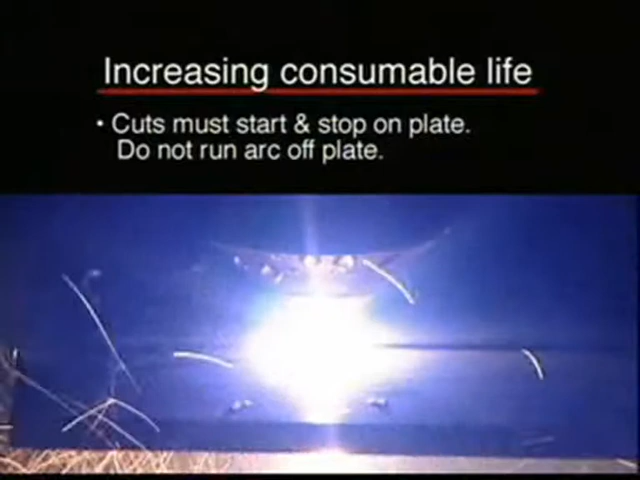 Increasing consumable life
• Cuts must start & stop on plate.
Do not run arc off plate.